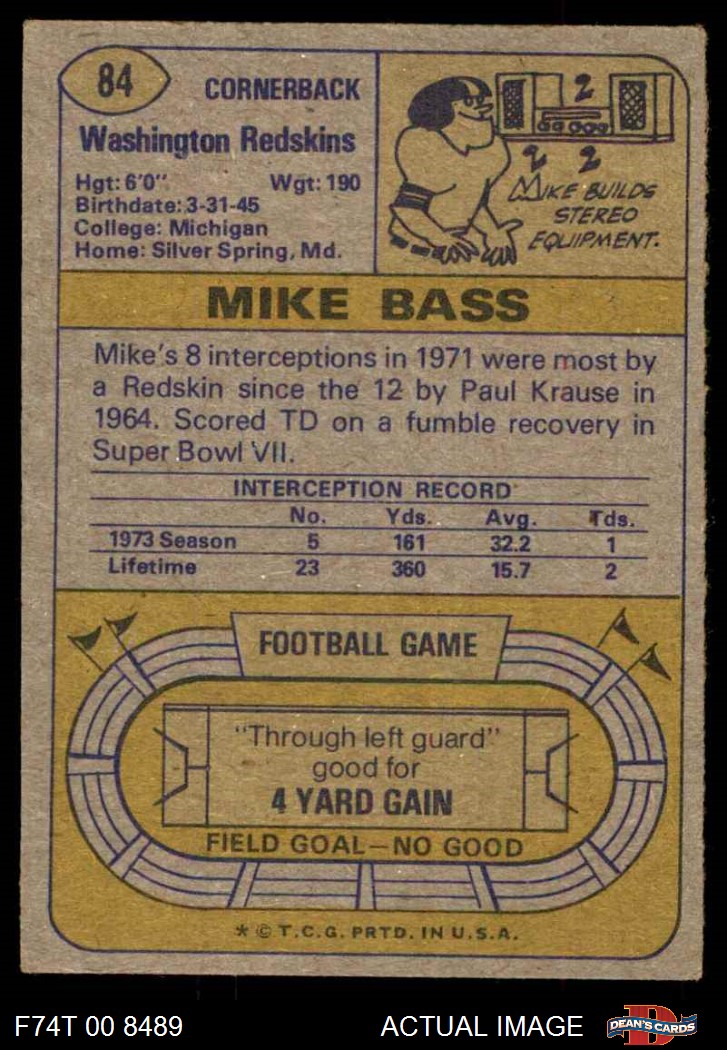 84
CORNERBACK
Washington Redskins
Hgt: 6'0" Wgt: 190
Birthdate: 3-31-45
College: Michigan
Home: Silver Spring, Md.
2
2 2
MIKE BUILDS
STEREO
EQUIPMENT.
MIKE BASS
Mike's 8 interceptions in 1971 were most by
a Redskin since the 12 by Paul Krause in
1964. Scored TD on a fumble recovery in
Super Bowl VII.
INTERCEPTION RECORD
No. Yds. Avg. Tds.
1973 Season 5 161 32.2 1
Lifetime 23 360 15.7 2
FOOTBALL GAME
"Through left guard"
good for
4 YARD GAIN
FIELD GOAL—NO GOOD
* © T.C.G. PRTD. IN U.S.A.
F74T 00 8489 ACTUAL IMAGE
D
DEAN'S CARDS